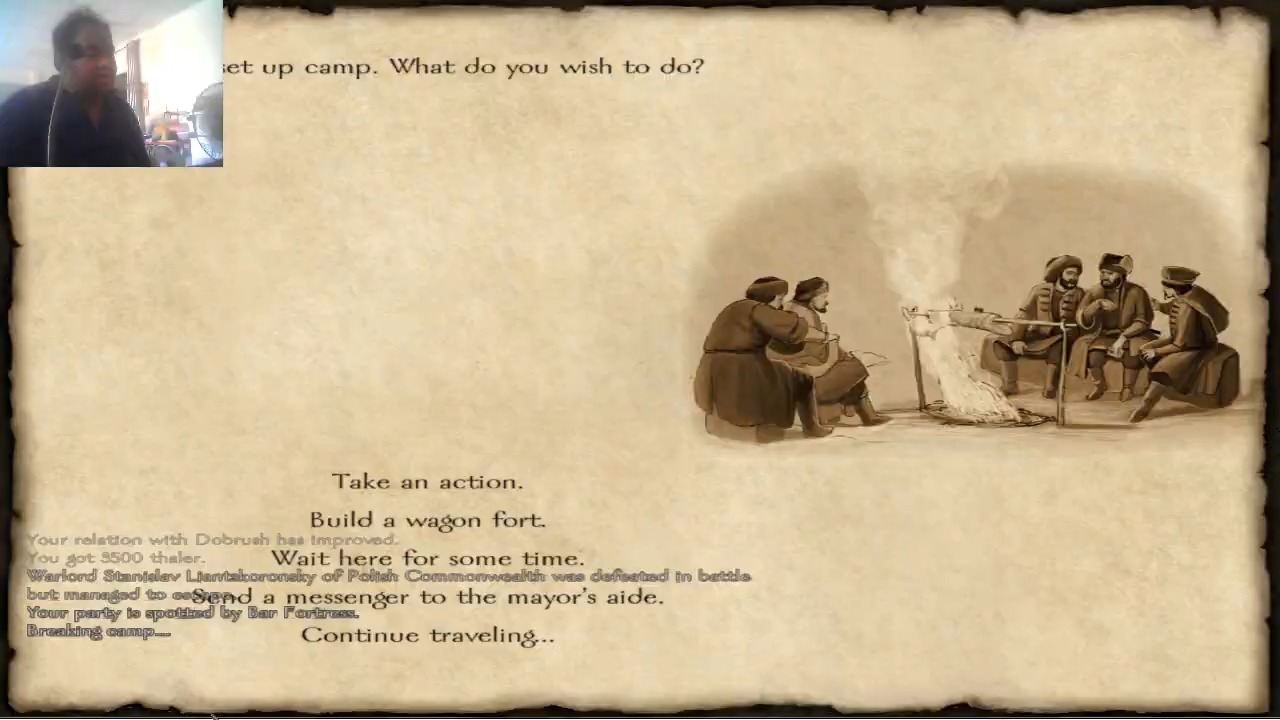 set up camp. What do you wish to do?
Take an action.
Build a wagon fort.
Your relation with Dobrush has improved.
You got 3500 thaler.
Wait here for some time.
Warlord Stanislav Liantskoronsky of Polish Commonwealth was defeated in battle
but managed to
Send a messenger to the mayor's aide.
Your party is spotted by Bar Fortress.
Breaking camp...
Continue traveling...